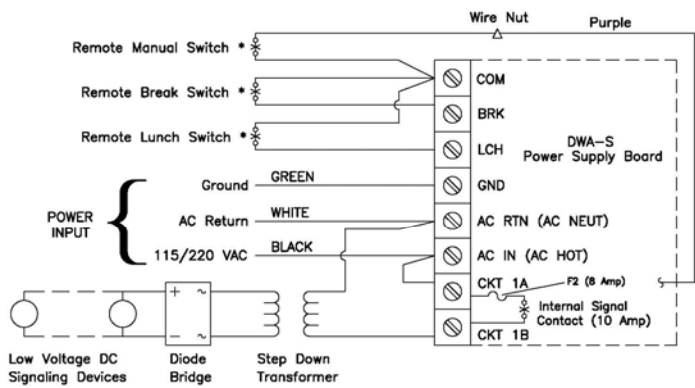 Wire Nut
Purple
Remote Manual Switch *
Remote Break Switch *
Remote Lunch Switch *
COM
BRK
LCH
GND
AC RTN (AC NEUT)
AC IN (AC HOT)
CKT 1A
CKT 1B
DWA-S
Power Supply Board
F2 (8 Amp)
Internal Signal
Contact (10 Amp)
POWER
INPUT
Ground
GREEN
AC Return
WHITE
115/220 VAC
BLACK
+
~
−
~
Low Voltage DC
Signaling Devices
Diode
Bridge
Step Down
Transformer